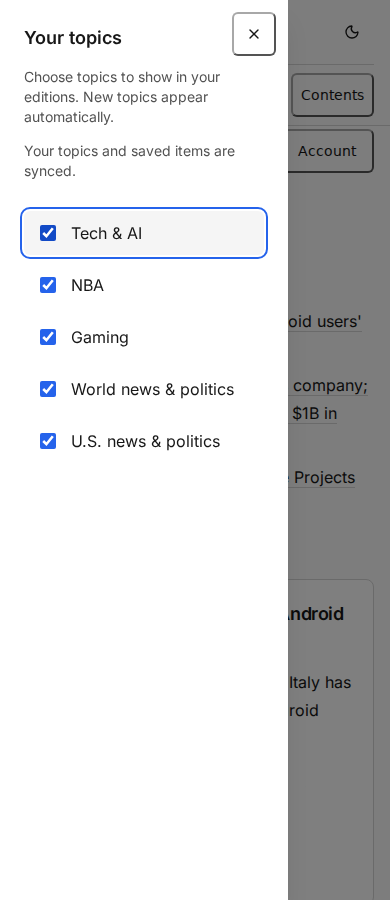 Your topics
×
Choose topics to show in your
editions. New topics appear
automatically.
Your topics and saved items are
synced.
Tech & AI
NBA
Gaming
World news & politics
U.S. news & politics
Contents
Account
oid users'
company;
$1B in
Projects
Android
Italy has
roid